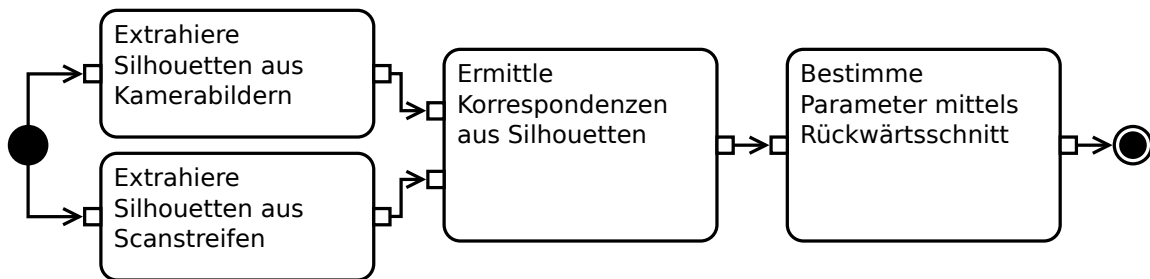 Extrahiere
Silhouetten aus
Kamerabildern
Extrahiere
Silhouetten aus
Scanstreifen
Ermittle
Korrespondenzen
aus Silhouetten
Bestimme
Parameter mittels
Rückwärtsschnitt